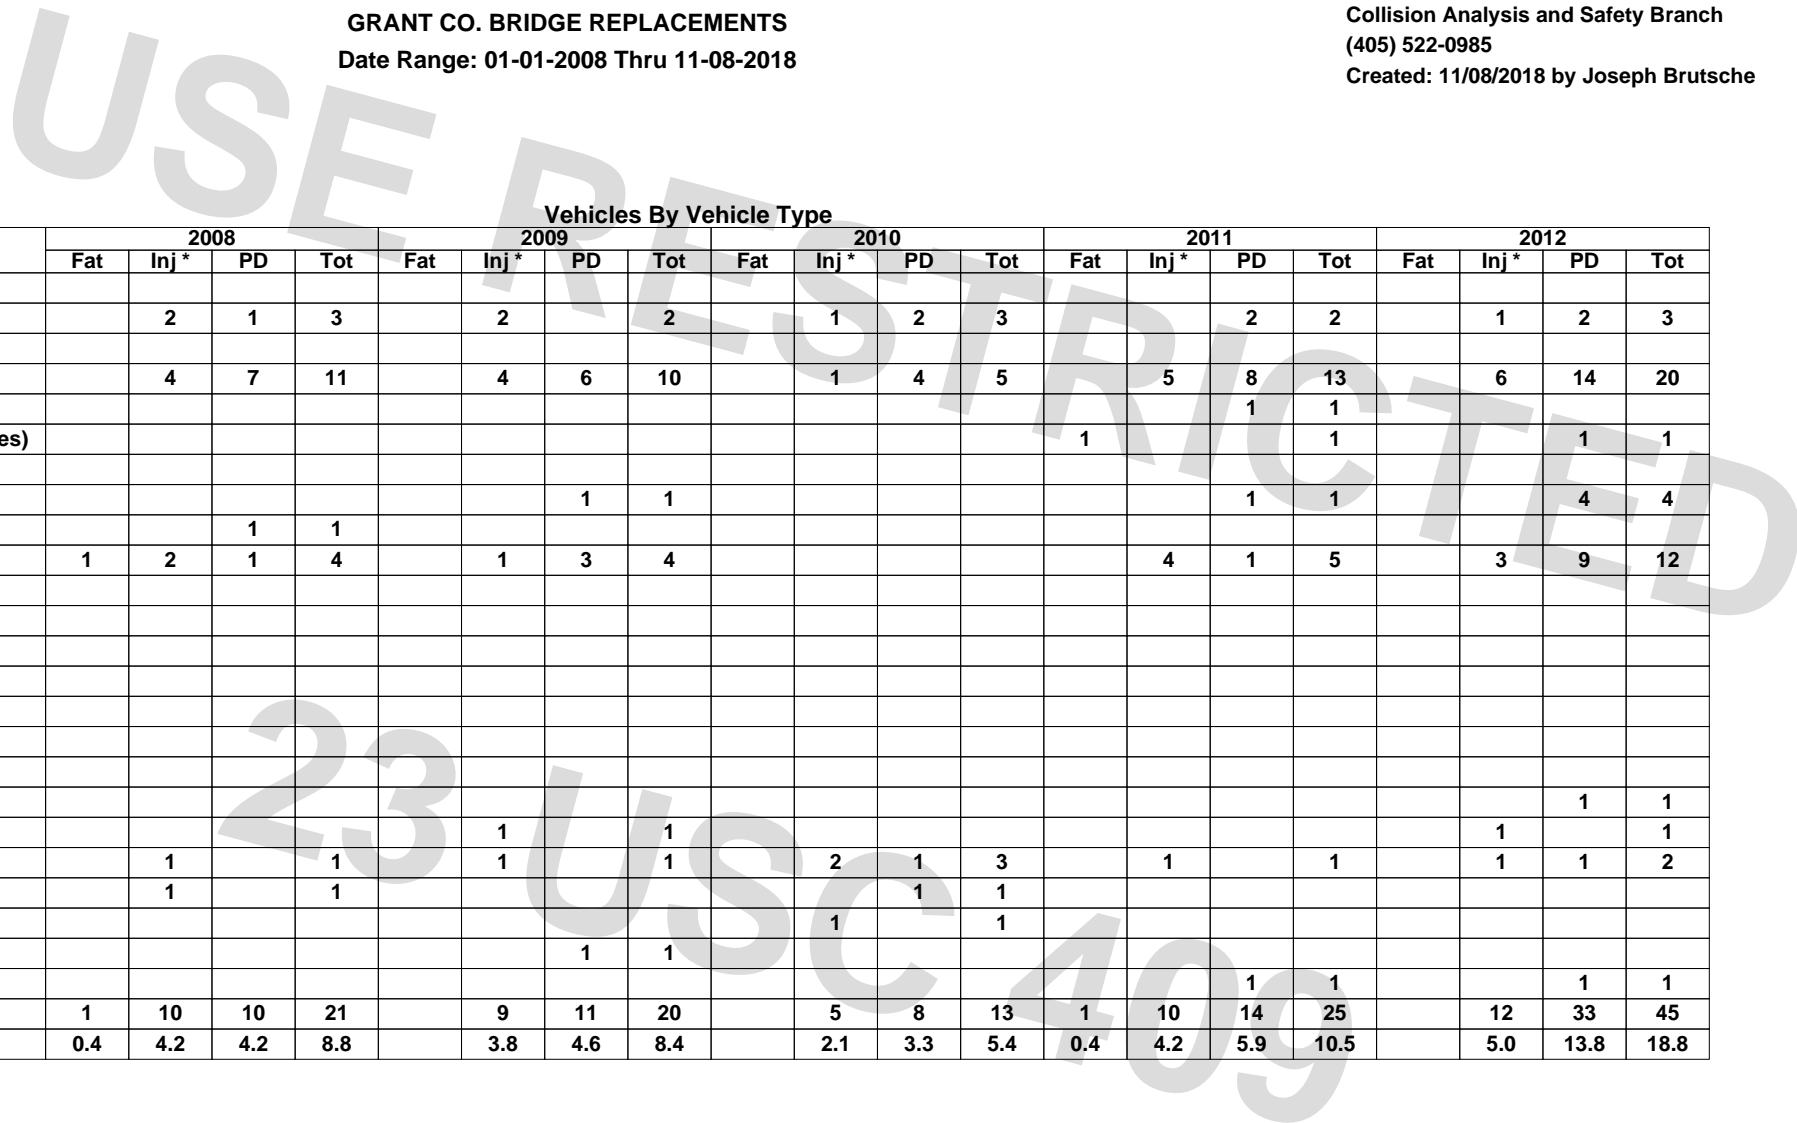 GRANT CO. BRIDGE REPLACEMENTS
Date Range: 01-01-2008 Thru 11-08-2018
Collision Analysis and Safety Branch
(405) 522-0985
Created: 11/08/2018 by Joseph Brutsche
USE RESTRICTED
23 USC 409
Vehicles By Vehicle Type
2008 2009 2010 2011 2012
Fat Inj * PD Tot Fat Inj * PD Tot Fat Inj * PD Tot Fat Inj * PD Tot Fat Inj * PD Tot
2 1 3 2 2 1 2 3 2 2 1 2 3
4 7 11 4 6 10 1 4 5 5 8 13 6 14 20
1 1
es) 1 1 1 1
1 1 1 1 4 4
1 1
1 2 1 4 1 3 4 4 1 5 3 9 12
1 1
1 1 1 1
1 1 1 1 2 1 3 1 1 1 1 2
1 1 1 1
1 1
1 1
1 1 1 1
1 10 10 21 9 11 20 5 8 13 1 10 14 25 12 33 45
0.4 4.2 4.2 8.8 3.8 4.6 8.4 2.1 3.3 5.4 0.4 4.2 5.9 10.5 5.0 13.8 18.8